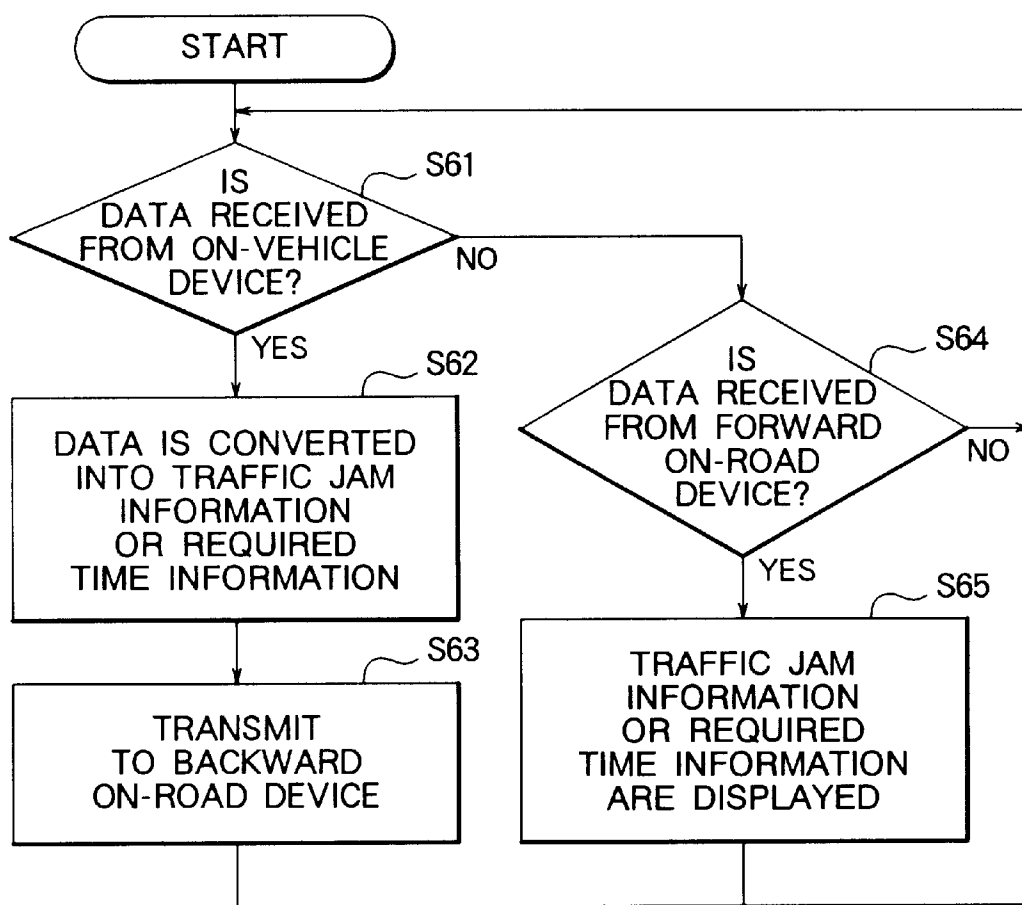 START
S61
IS
DATA RECEIVED
FROM ON-VEHICLE
DEVICE?
NO
YES
S62
DATA IS CONVERTED
INTO TRAFFIC JAM
INFORMATION
OR REQUIRED
TIME INFORMATION
S63
TRANSMIT
TO BACKWARD
ON-ROAD DEVICE
S64
IS
DATA RECEIVED
FROM FORWARD
ON-ROAD
DEVICE?
NO
YES
S65
TRAFFIC JAM
INFORMATION
OR REQUIRED
TIME INFORMATION
ARE DISPLAYED